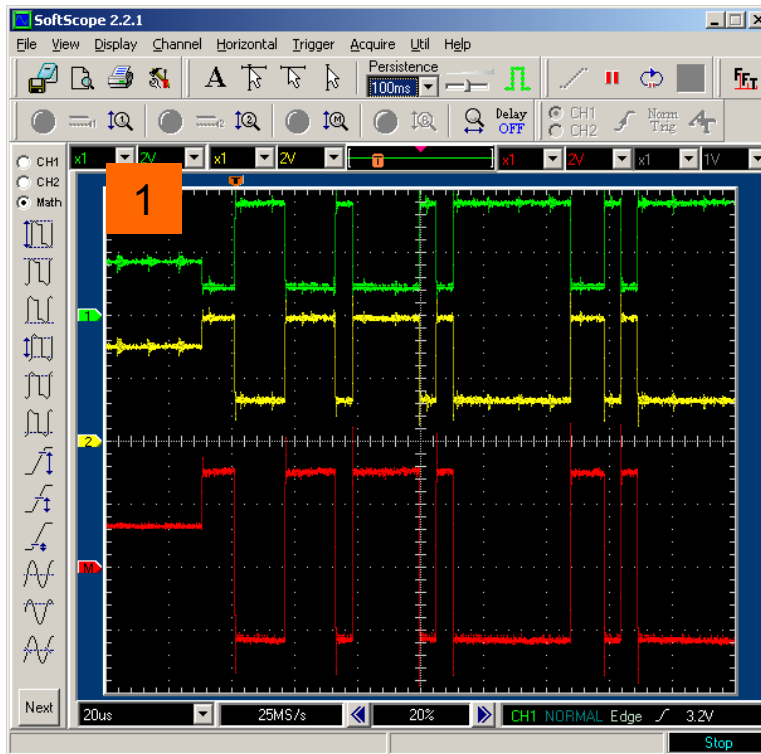 SoftScope 2.2.1
File View Display Channel Horizontal Trigger Acquire Util Help
A Persistence 100ms FFT
1 2 M R Delay OFF CH1 CH2 Norm Trig
CH1 x1 2V x1 2V T x1 2V x1 1V
CH2
Math
1
T
1
2
M
Next 20us 25MS/s 20% CH1 NORMAL Edge 3.2V
Stop